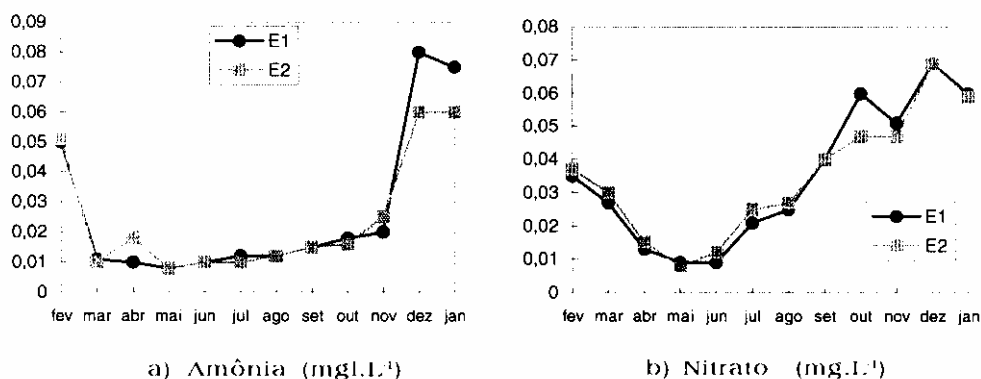 0,09
0,08
0,07
0,06
0,05
0,04
0,03
0,02
0,01
0
E1
E2
fev mar abr mai jun jul ago set out nov dez jan
a) Amônia (mgl.L⁻¹)
0,08
0,07
0,06
0,05
0,04
0,03
0,02
0,01
0
E1
E2
fev mar abr mai jun jul ago set out nov dez jan
b) Nitrato (mg.L⁻¹)